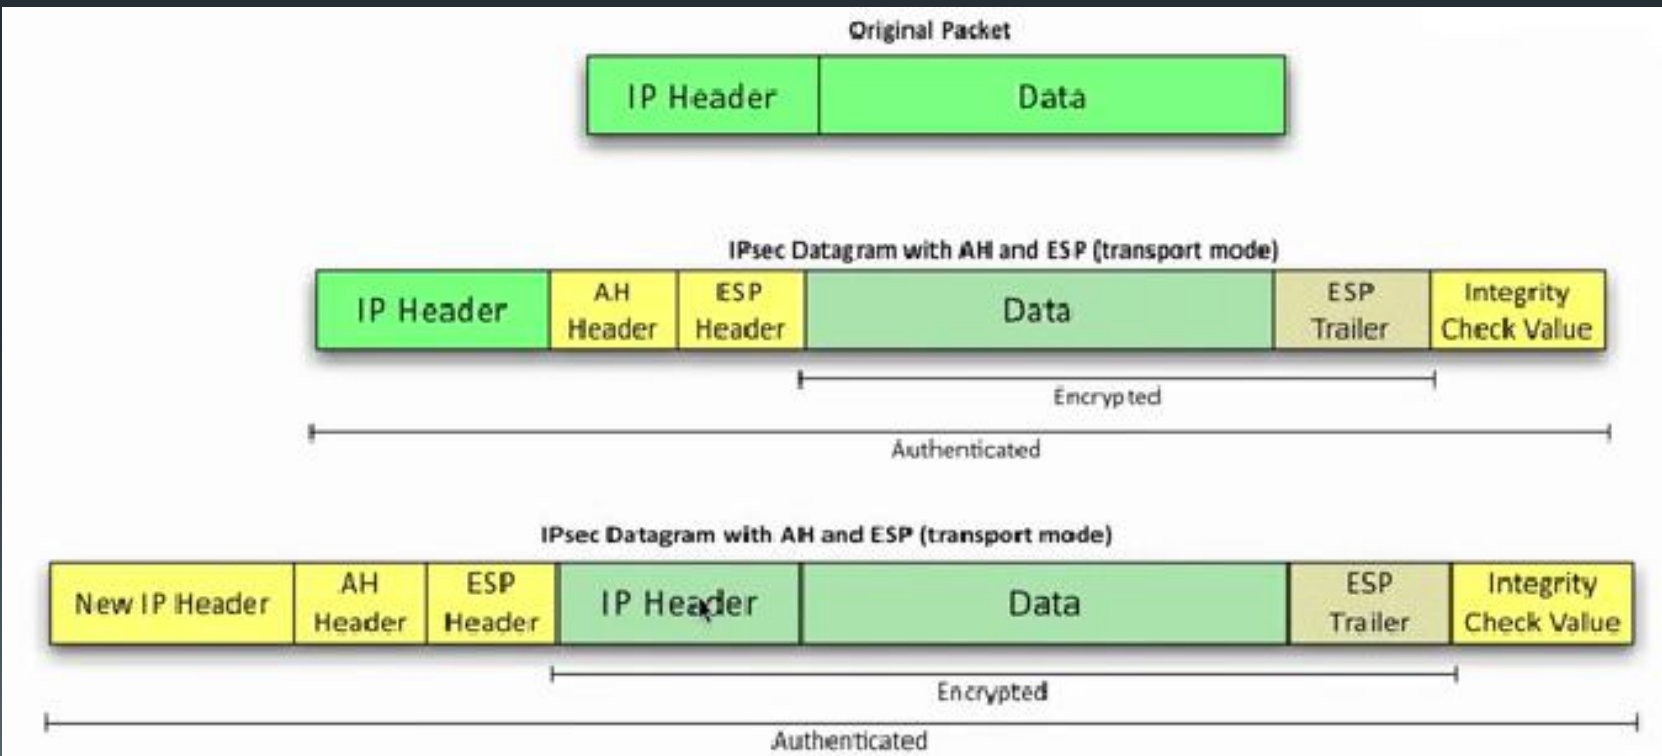 Original Packet
IP Header Data
IPsec Datagram with AH and ESP (transport mode)
IP Header AH Header ESP Header Data ESP Trailer Integrity Check Value
Encrypted
Authenticated
IPsec Datagram with AH and ESP (transport mode)
New IP Header AH Header ESP Header IP Header Data ESP Trailer Integrity Check Value
Encrypted
Authenticated